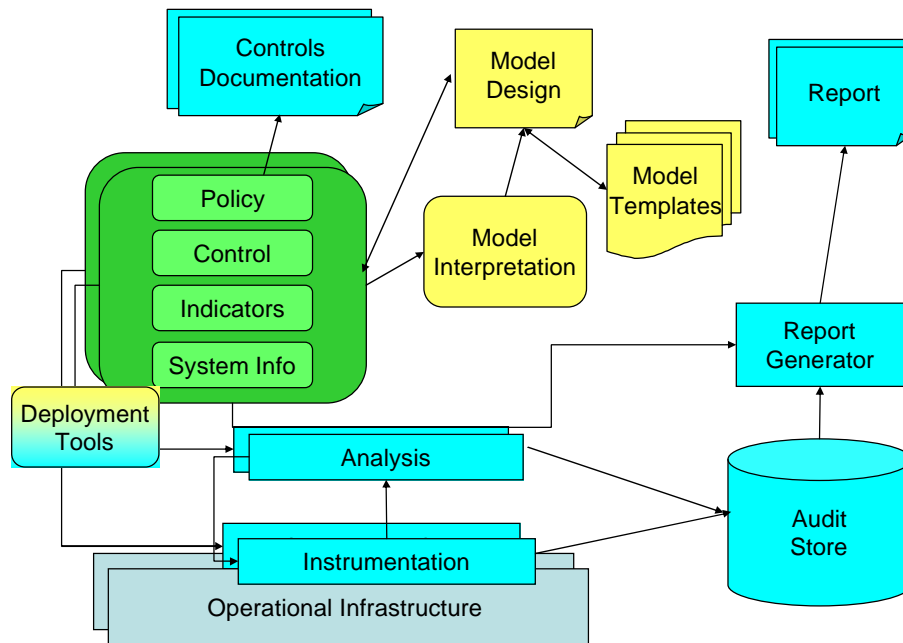 Controls
Documentation
Model
Design
Report
Policy
Model
Templates
Control
Model
Interpretation
Indicators
System Info
Report
Generator
Deployment
Tools
Analysis
Audit
Store
Instrumentation
Operational Infrastructure